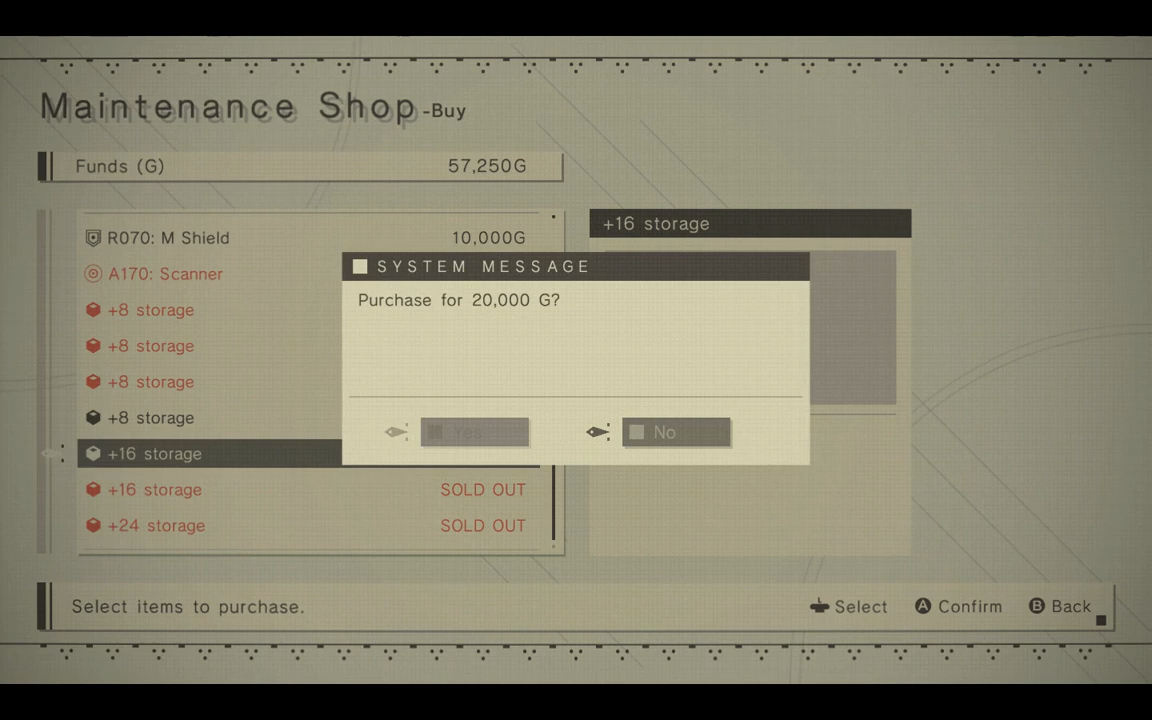 Maintenance Shop -Buy
Funds (G) 57,250G
R070: M Shield 10,000G
A170: Scanner
+8 storage
+8 storage
+8 storage
+8 storage
+16 storage
+16 storage SOLD OUT
+24 storage SOLD OUT
+16 storage
SYSTEM MESSAGE
Purchase for 20,000 G?
Yes No
Select items to purchase.
Select A Confirm B Back